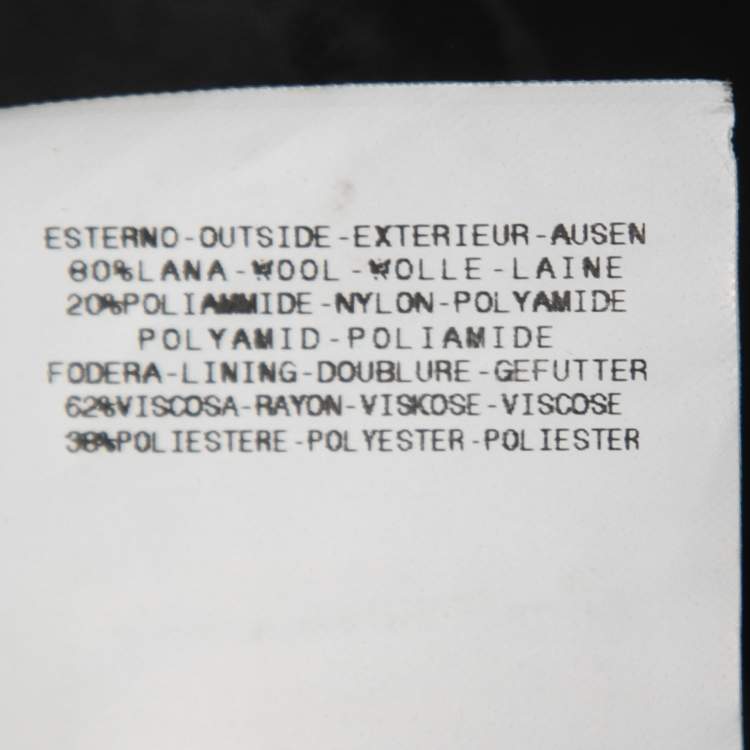 ESTERNO-OUTSIDE-EXTERIEUR-AUSEN
80%LANA-WOOL-WOLLE-LAINE
20%POLIAMMIDE-NYLON-POLYAMIDE
POLYAMID-POLIAMIDE
FODERA-LINING-DOUBLURE-GEFUTTER
62%VISCOSA-RAYON-VISKOSE-VISCOSE
38%POLIESTERE-POLYESTER-POLIESTER